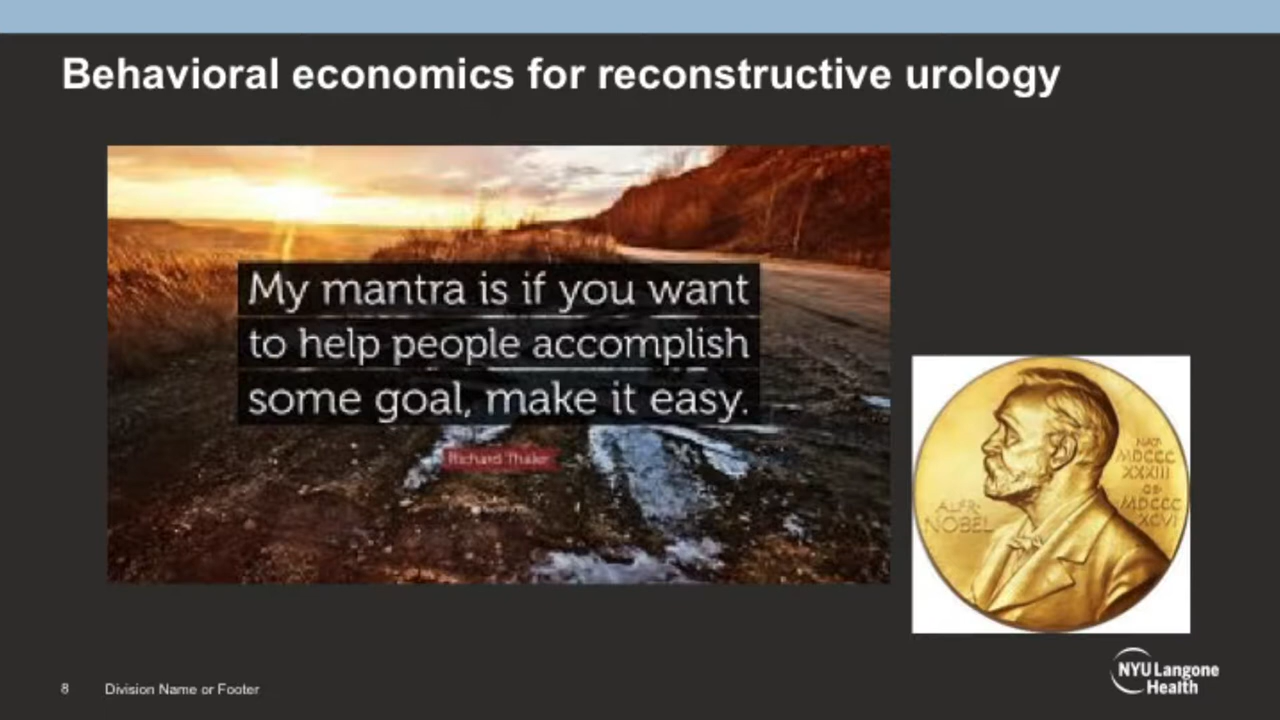 Behavioral economics for reconstructive urology
My mantra is if you want
to help people accomplish
some goal, make it easy.
Richard Thaler
ALFR.
NOBEL
NAT.
MDCCC
XXXIII
OB.
MDCCC
XCVI
8 Division Name or Footer
NYU Langone
Health